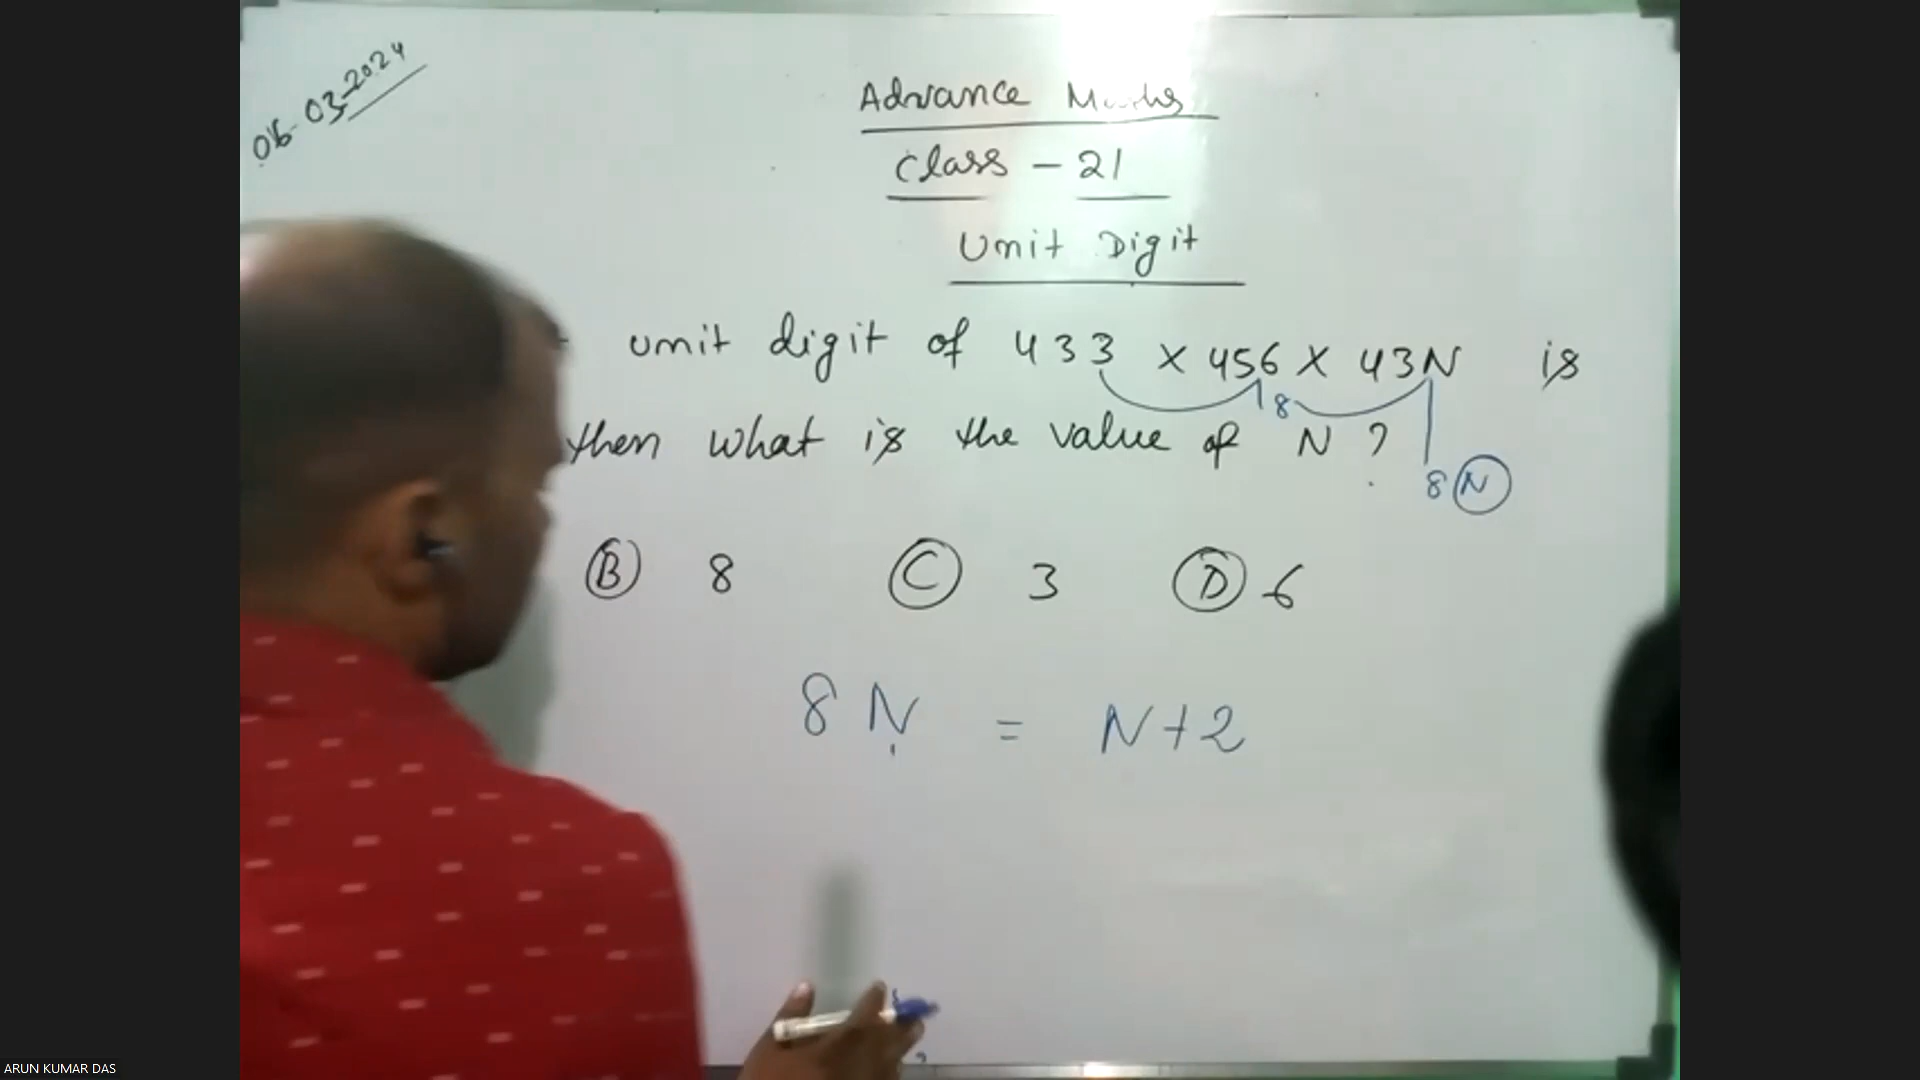 06-03-2024
Advance Maths
Class - 21
Unit Digit
unit digit of 433 x 456 x 43N is
8
then what is the value of N ?
8 N
B 8 C 3 D 6
8 N = N+2
ARUN KUMAR DAS